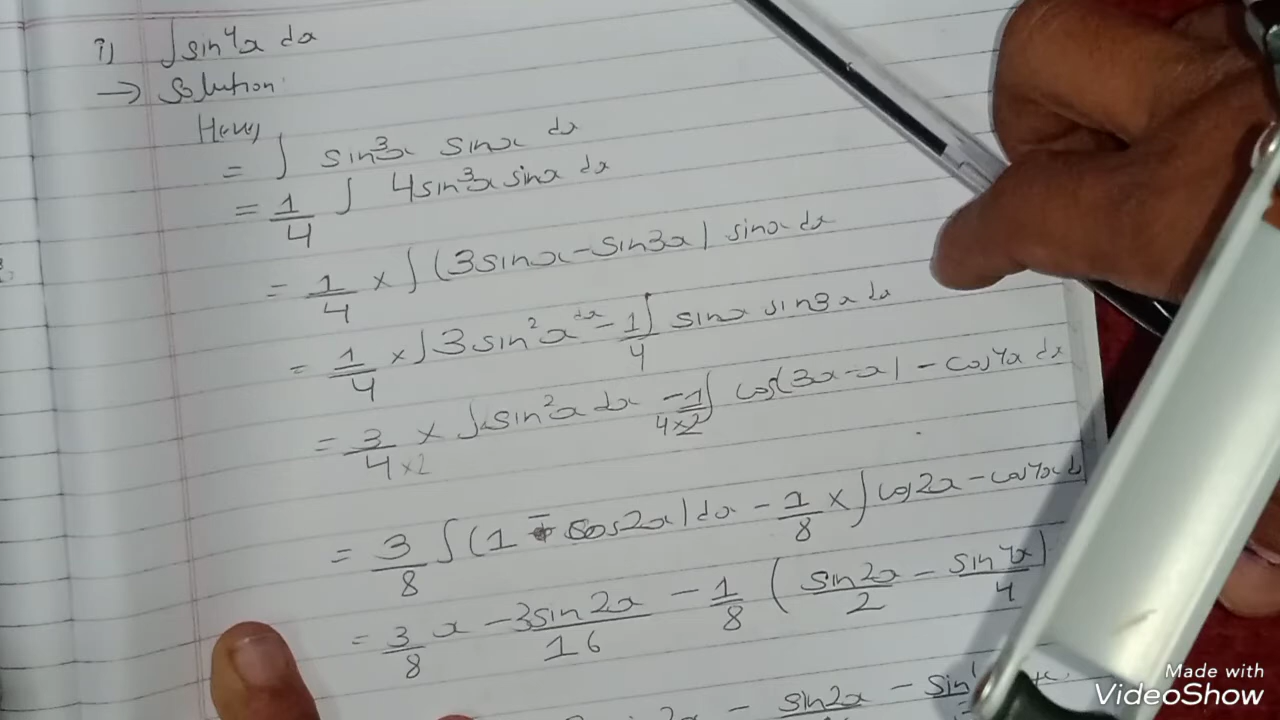 i) ∫sin⁴x dx
→ Solution:
Here,
= ∫ sin³x sinx dx
= 1/4 ∫ 4sin³x sinx dx
= 1/4 × ∫ (3sinx - sin3x) sinx dx
= 1/4 × ∫ 3sin²x dx - 1/4 ∫ sinx sin3x dx
= 3/4×2 × ∫ 2sin²x dx - 1/4×2 ∫ cos(3x-x) - cos4x dx
= 3/8 ∫ (1 - cos2x) dx - 1/8 × ∫ cos2x - cos4x d
= 3/8 x - 3sin2x/16 - 1/8 (sin2x/2 - sin4x/4)
sin2x - sin
Made with
VideoShow